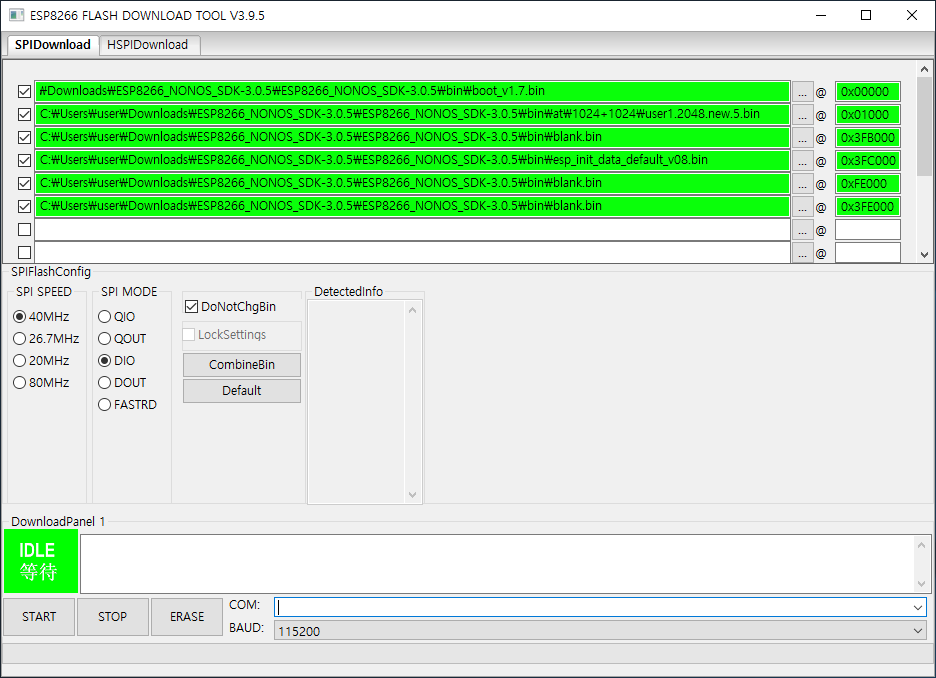 ESP8266 FLASH DOWNLOAD TOOL V3.9.5
SPIDownload HSPIDownload
₩Downloads₩ESP8266_NONOS_SDK-3.0.5₩ESP8266_NONOS_SDK-3.0.5₩bin₩boot_v1.7.bin ... @ 0x00000
C:₩Users₩user₩Downloads₩ESP8266_NONOS_SDK-3.0.5₩ESP8266_NONOS_SDK-3.0.5₩bin₩at₩1024+1024₩user1.2048.new.5.bin ... @ 0x01000
C:₩Users₩user₩Downloads₩ESP8266_NONOS_SDK-3.0.5₩ESP8266_NONOS_SDK-3.0.5₩bin₩blank.bin ... @ 0x3FB000
C:₩Users₩user₩Downloads₩ESP8266_NONOS_SDK-3.0.5₩ESP8266_NONOS_SDK-3.0.5₩bin₩esp_init_data_default_v08.bin ... @ 0x3FC000
C:₩Users₩user₩Downloads₩ESP8266_NONOS_SDK-3.0.5₩ESP8266_NONOS_SDK-3.0.5₩bin₩blank.bin ... @ 0xFE000
C:₩Users₩user₩Downloads₩ESP8266_NONOS_SDK-3.0.5₩ESP8266_NONOS_SDK-3.0.5₩bin₩blank.bin ... @ 0x3FE000
... @
... @
SPIFlashConfig
SPI SPEED
40MHz
26.7MHz
20MHz
80MHz
SPI MODE
QIO
QOUT
DIO
DOUT
FASTRD
DoNotChgBin
LockSettings
CombineBin
Default
DetectedInfo
DownloadPanel 1
IDLE
等待
START STOP ERASE
COM:
BAUD: 115200